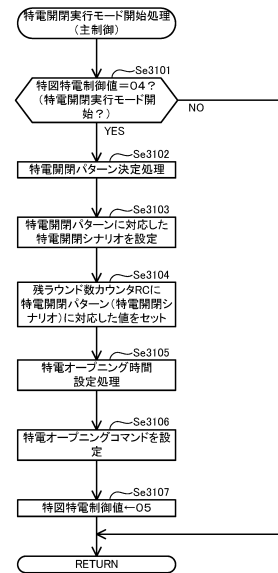 特電開閉実行モード開始処理
(主制御)
Se3101
特図特電制御値=04?
(特電開閉実行モード開
始?)
NO
YES
Se3102
特電開閉パターン決定処理
Se3103
特電開閉パターンに対応した
特電開閉シナリオを設定
Se3104
残ラウンド数カウンタRCに
特電開閉パターン(特電開閉シ
ナリオ)に対応した値をセット
Se3105
特電オープニング時間
設定処理
Se3106
特電オープニングコマンドを設
定
Se3107
特図特電制御値←05
RETURN